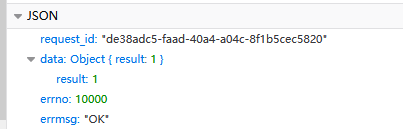 JSON
request_id: "de38adc5-faad-40a4-a04c-8f1b5cec5820"
data: Object { result: 1 }
result: 1
errno: 10000
errmsg: "OK"